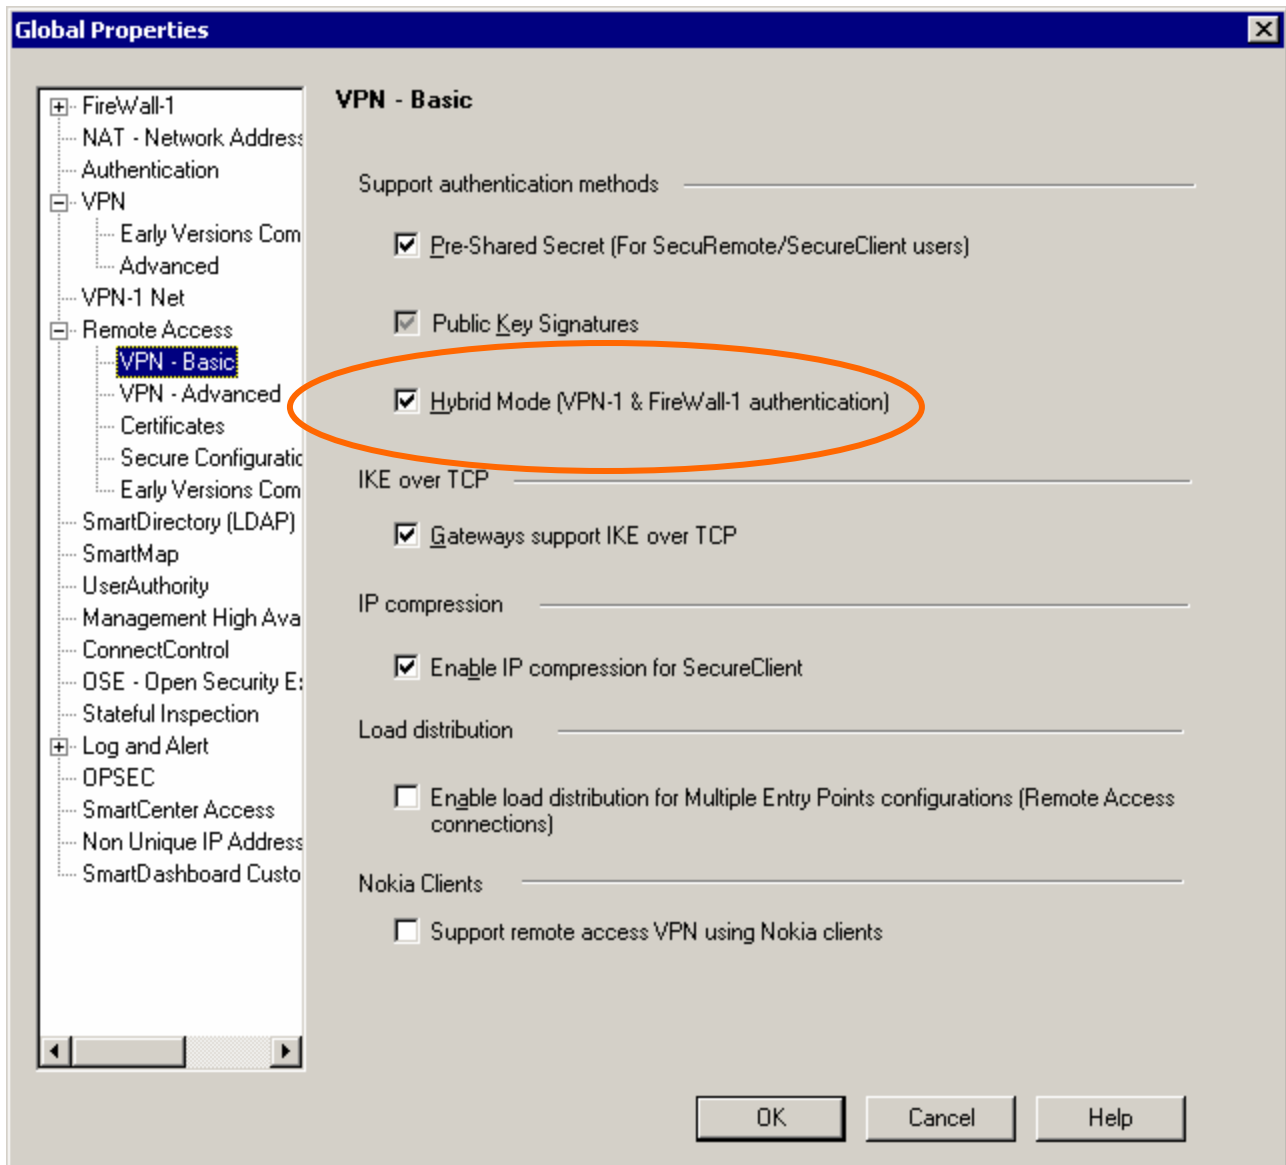 Global Properties
FireWall-1
NAT - Network Address
Authentication
VPN
Early Versions Com
Advanced
VPN-1 Net
Remote Access
VPN - Basic
VPN - Advanced
Certificates
Secure Configuratic
Early Versions Com
SmartDirectory (LDAP)
SmartMap
UserAuthority
Management High Ava
ConnectControl
OSE - Open Security E
Stateful Inspection
Log and Alert
OPSEC
SmartCenter Access
Non Unique IP Address
SmartDashboard Custo
VPN - Basic
Support authentication methods
Pre-Shared Secret (For SecuRemote/SecureClient users)
Public Key Signatures
Hybrid Mode (VPN-1 & FireWall-1 authentication)
IKE over TCP
Gateways support IKE over TCP
IP compression
Enable IP compression for SecureClient
Load distribution
Enable load distribution for Multiple Entry Points configurations (Remote Access
connections)
Nokia Clients
Support remote access VPN using Nokia clients
OK
Cancel
Help